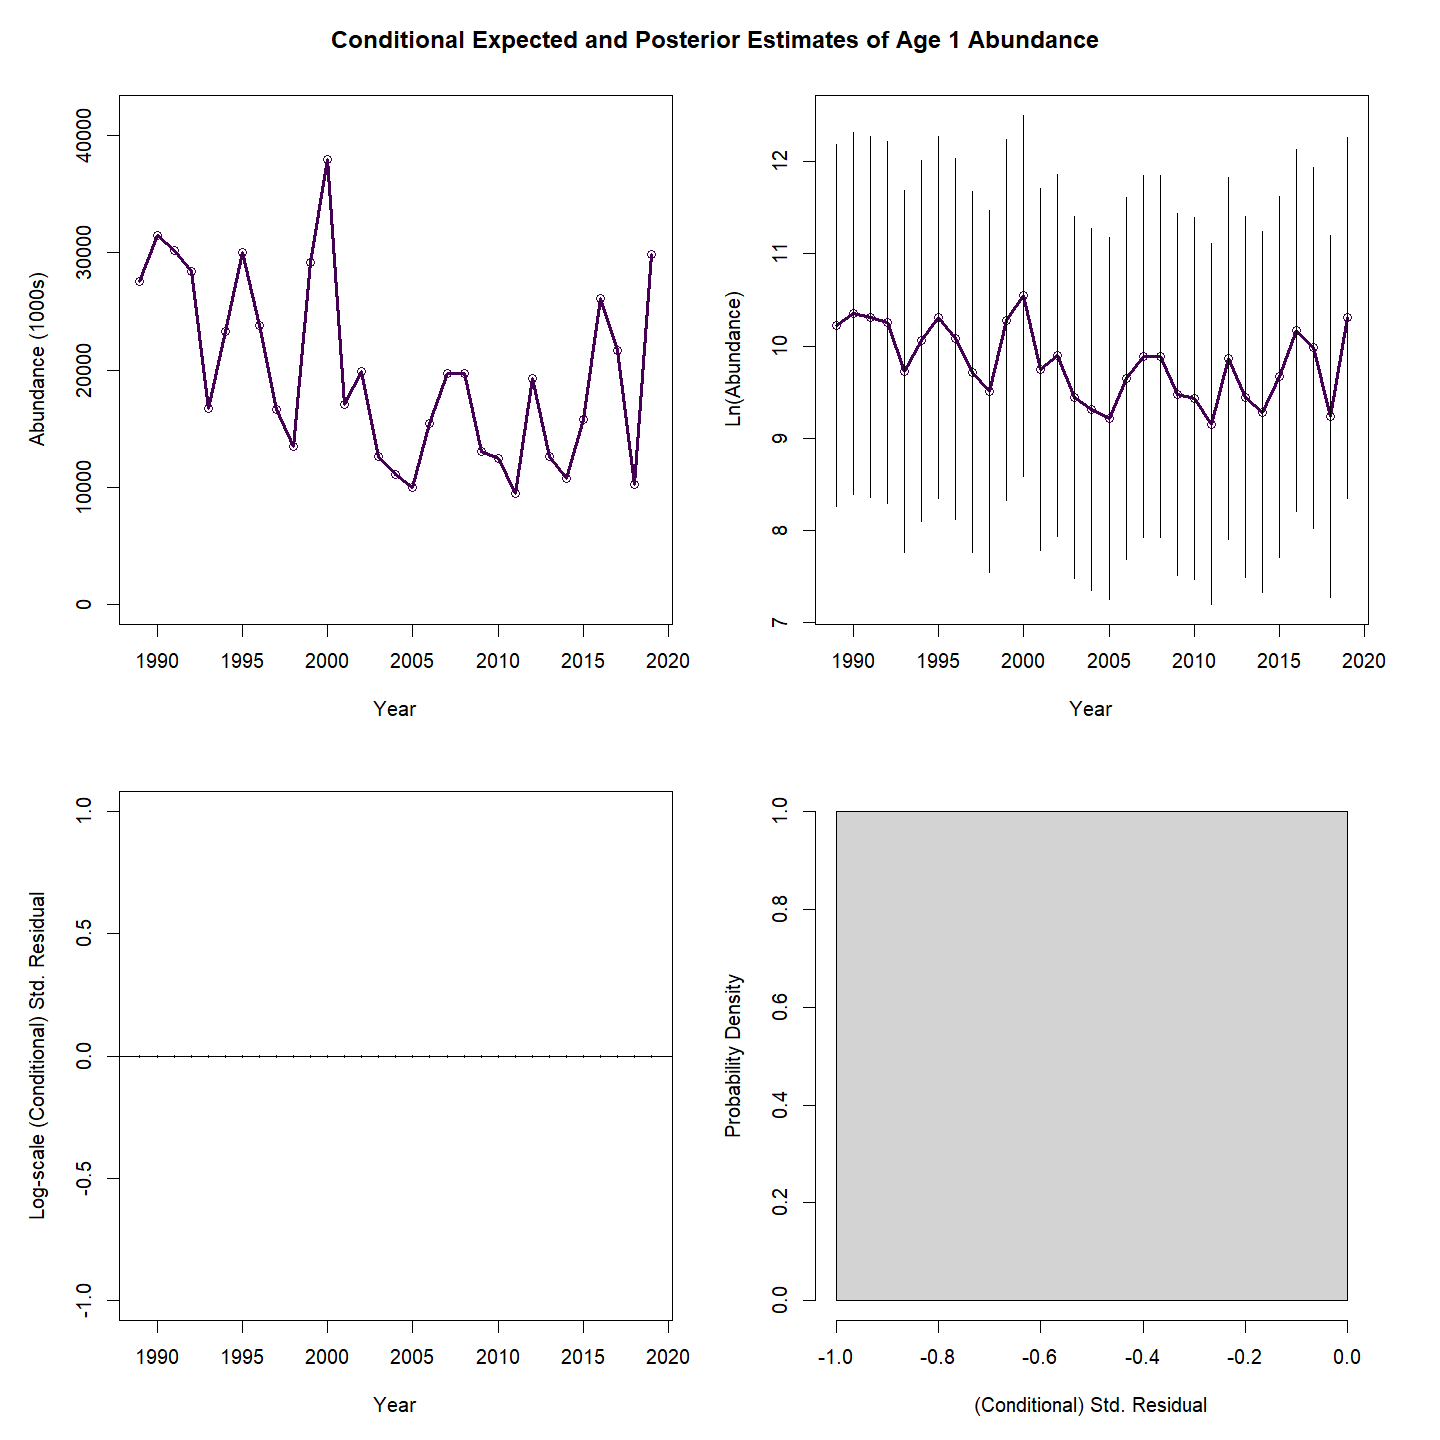 Conditional Expected and Posterior Estimates of Age 1 Abundance
Abundance (1000s)
40000
30000
20000
10000
0
1990 1995 2000 2005 2010 2015 2020
Year
Ln(Abundance)
12
11
10
9
8
7
1990 1995 2000 2005 2010 2015 2020
Year
Log-scale (Conditional) Std. Residual
1.0
0.5
0.0
-0.5
-1.0
1990 1995 2000 2005 2010 2015 2020
Year
Probability Density
1.0
0.8
0.6
0.4
0.2
0.0
-1.0 -0.8 -0.6 -0.4 -0.2 0.0
(Conditional) Std. Residual